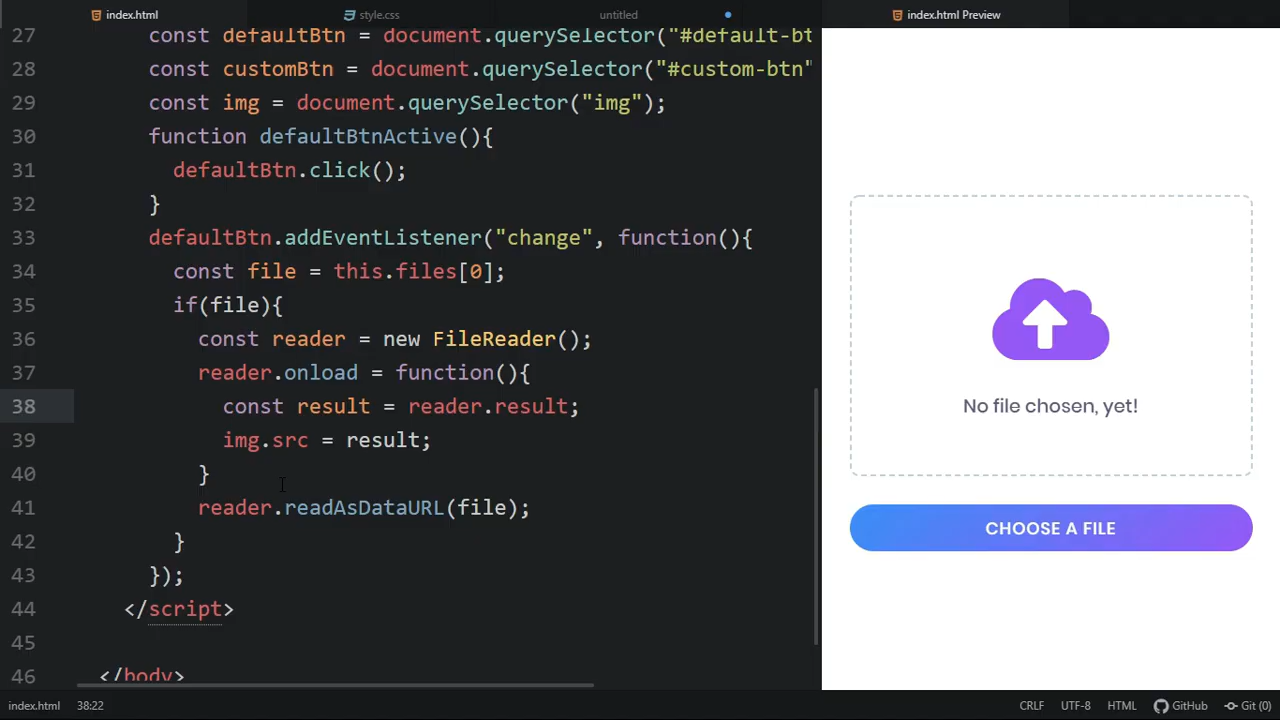 index.html
style.css
untitled
index.html Preview
27 const defaultBtn = document.querySelector("#default-bt
28 const customBtn = document.querySelector("#custom-btn"
29 const img = document.querySelector("img");
30 function defaultBtnActive(){
31 defaultBtn.click();
32 }
33 defaultBtn.addEventListener("change", function(){
34 const file = this.files[0];
35 if(file){
36 const reader = new FileReader();
37 reader.onload = function(){
38 const result = reader.result;
39 img.src = result;
40 }
41 reader.readAsDataURL(file);
42 }
43 });
44 </script>
45
46 </body>
No file chosen, yet!
CHOOSE A FILE
index.html 38:22 CRLF UTF-8 HTML GitHub Git (0)